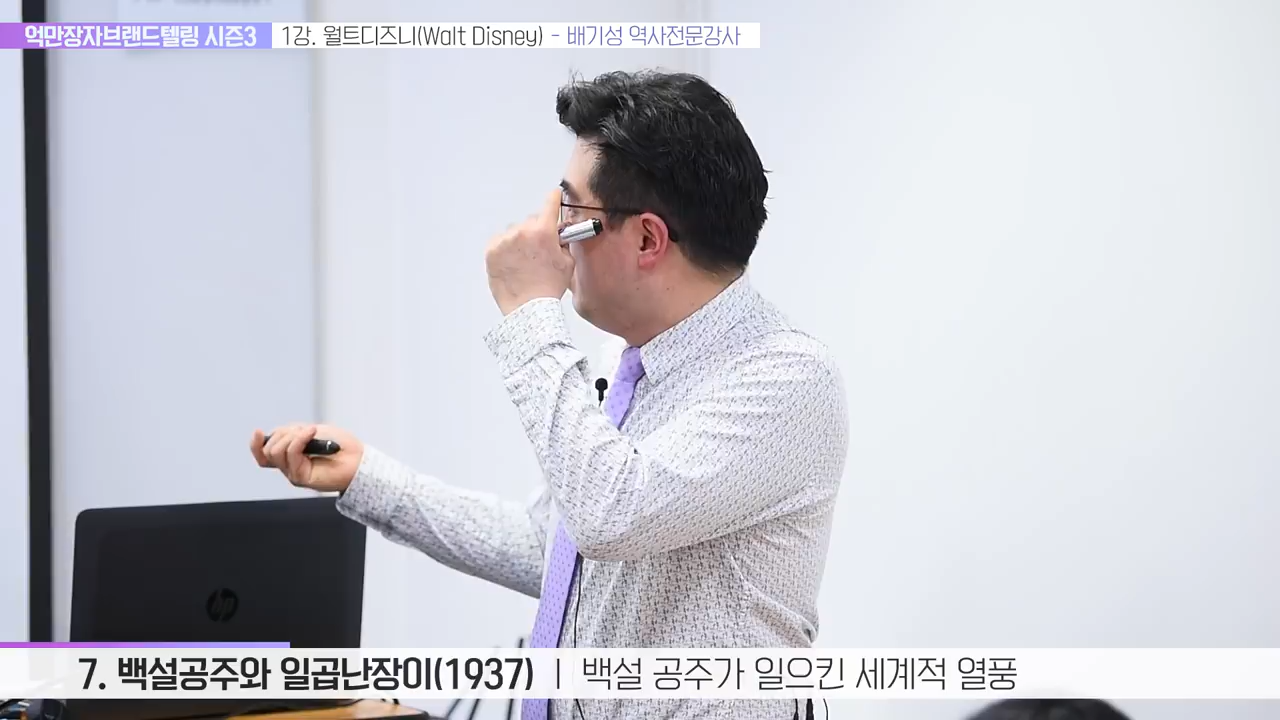 억만장자브랜드텔링 시즌3 1강. 월트디즈니(Walt Disney) - 배기성 역사전문강사
hp
7. 백설공주와 일곱난장이(1937) | 백설 공주가 일으킨 세계적 열풍